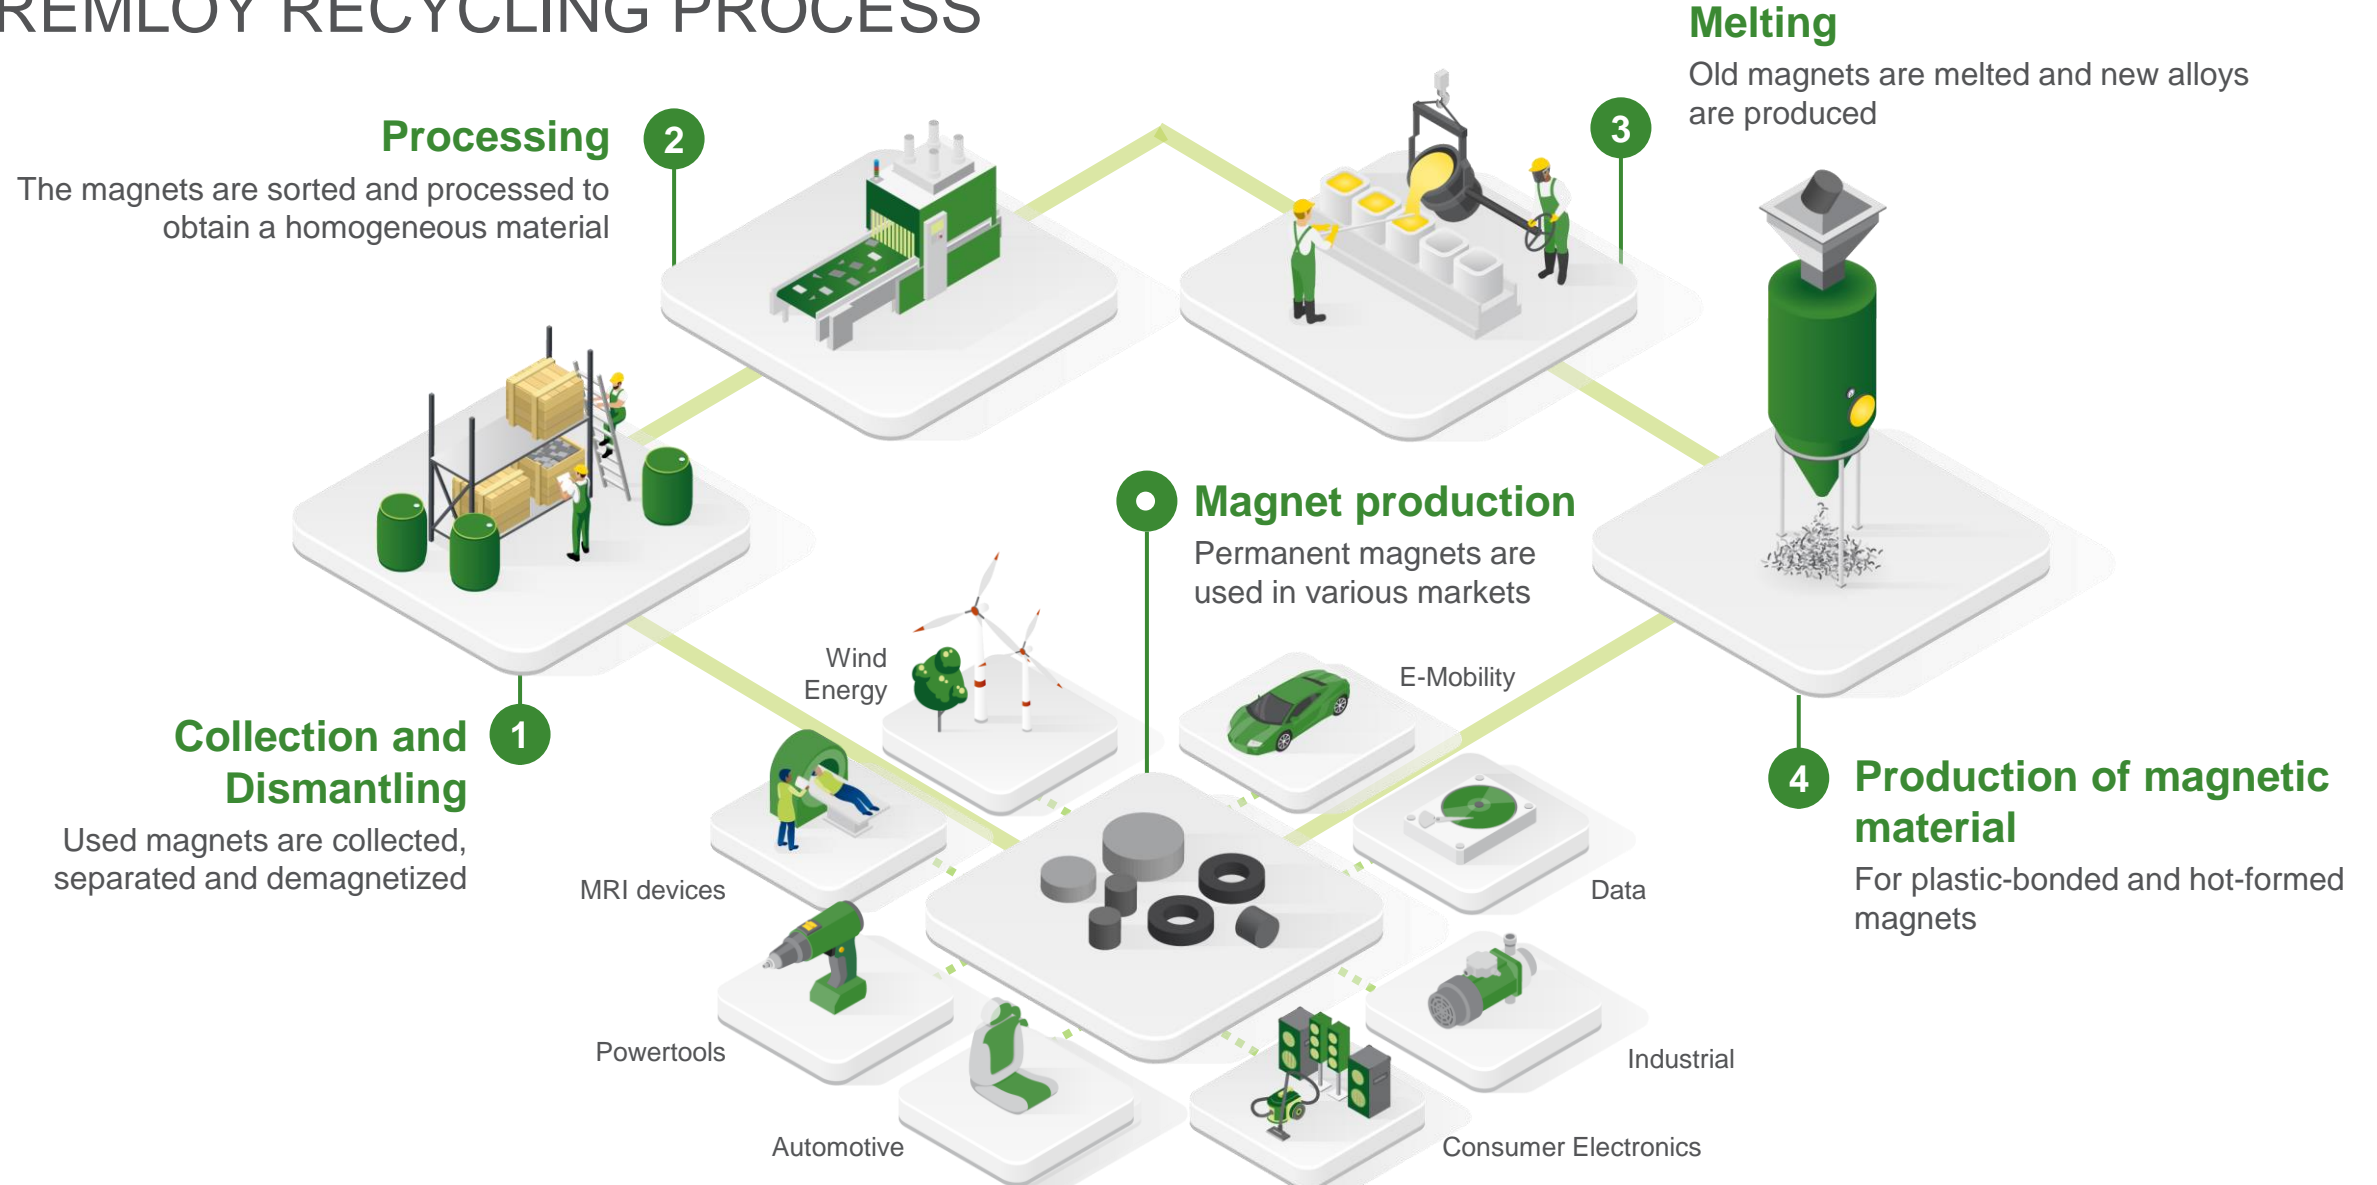 REMLOY RECYCLING PROCESS
Processing
2
The magnets are sorted and processed to
obtain a homogeneous material
3
Melting
Old magnets are melted and new alloys
are produced
Magnet production
Permanent magnets are
used in various markets
Wind
Energy
E-Mobility
1
Collection and
Dismantling
Used magnets are collected,
separated and demagnetized
4
Production of magnetic
material
For plastic-bonded and hot-formed
magnets
MRI devices
Data
Powertools
Industrial
Automotive
Consumer Electronics